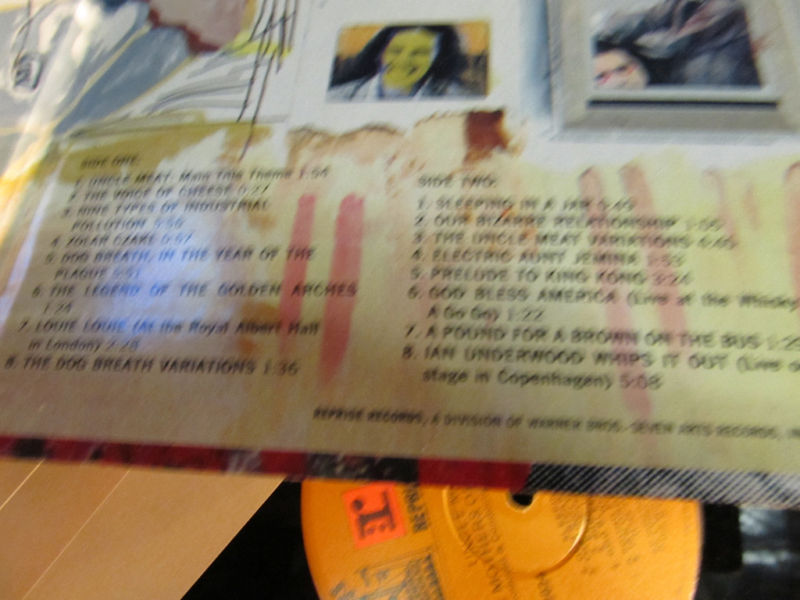 SIDE ONE:
1. UNCLE MEAT: Main Title Theme 1:54
2. THE VOICE OF CHEESE 0:27
3. NINE TYPES OF INDUSTRIAL
POLLUTION 5:56
4. ZOLAR CZAKL 0:57
5. DOG BREATH, IN THE YEAR OF THE
PLAGUE 5:51
6. THE LEGEND OF THE GOLDEN ARCHES
1:24
7. LOUIE LOUIE (At the Royal Albert Hall
in London) 2:28
8. THE DOG BREATH VARIATIONS 1:36
SIDE TWO:
1. SLEEPING IN A JAR 0:49
2. OUR BIZARRE RELATIONSHIP 1:05
3. THE UNCLE MEAT VARIATIONS 4:40
4. ELECTRIC AUNT JEMIMA 1:53
5. PRELUDE TO KING KONG 3:24
6. GOD BLESS AMERICA (Live at the Whisky
A Go Go) 1:22
7. A POUND FOR A BROWN ON THE BUS 1:29
8. IAN UNDERWOOD WHIPS IT OUT (Live on
stage in Copenhagen) 5:08
REPRISE RECORDS, A DIVISION OF WARNER BROS.-SEVEN ARTS RECORDS, IN